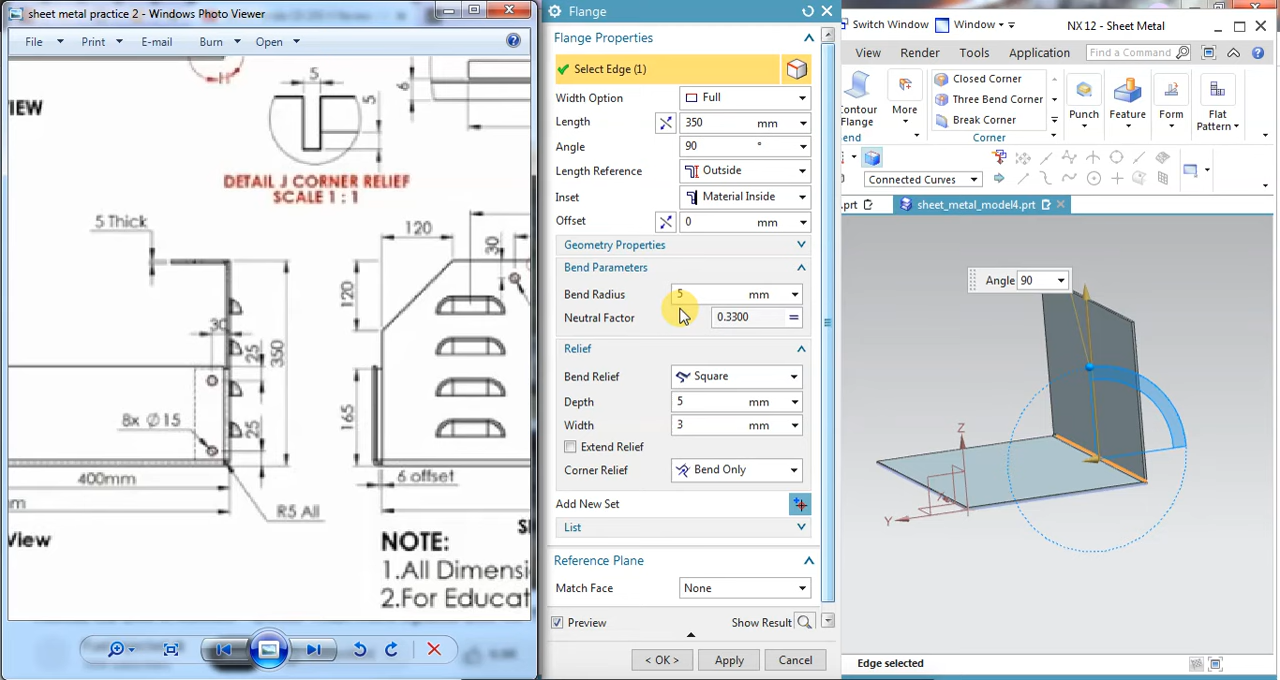 sheet metal practice 2 - Windows Photo Viewer
File
Print
E-mail
Burn
Open
H
5
6
5
/IEW
DETAIL J CORNER RELIEF
SCALE 1 : 1
5 Thick
120
30
120
30
25
350
165
8x Ø15
25
400mm
6 offset
m
R5 All
View
NOTE:
1.All Dimensi
2.For Educat
Flange
Flange Properties
Select Edge (1)
Width Option
Full
Length
350 mm
Angle
90 °
Length Reference
Outside
Inset
Material Inside
Offset
0 mm
Geometry Properties
Bend Parameters
Bend Radius
5 mm
Neutral Factor
0.3300 =
Relief
Bend Relief
Square
Depth
5 mm
Width
3 mm
Extend Relief
Corner Relief
Bend Only
Add New Set
List
Reference Plane
Match Face
None
Preview
Show Result
< OK >
Apply
Cancel
Switch Window
Window
NX 12 - Sheet Metal
View
Render
Tools
Application
Find a Command
Contour
Flange
More
Closed Corner
Three Bend Corner
Break Corner
Punch
Feature
Form
Flat
Pattern
end
Corner
Connected Curves
.prt
sheet_metal_model4.prt
Angle 90
Z
Y
Edge selected